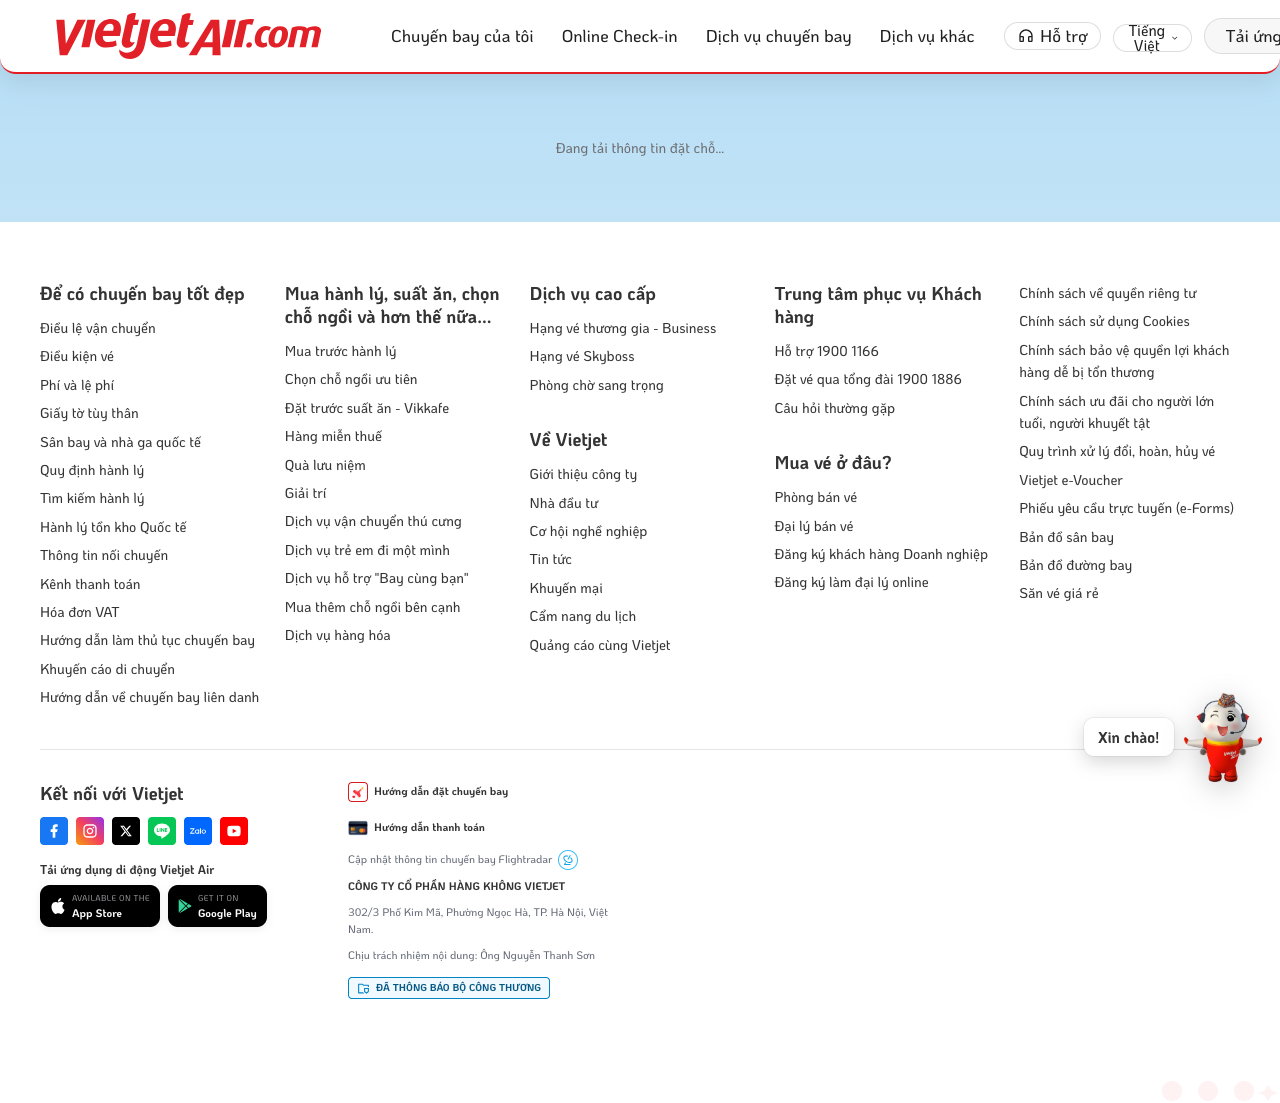 vietjetAir.com
Chuyến bay của tôi
Online Check-in
Dịch vụ chuyến bay
Dịch vụ khác
Hỗ trợ
Tiếng
Việt
Tải ứng
Đang tải thông tin đặt chỗ...
Để có chuyến bay tốt đẹp
Điều lệ vận chuyển
Điều kiện vé
Phí và lệ phí
Giấy tờ tùy thân
Sân bay và nhà ga quốc tế
Quy định hành lý
Tìm kiếm hành lý
Hành lý tồn kho Quốc tế
Thông tin nối chuyến
Kênh thanh toán
Hóa đơn VAT
Hướng dẫn làm thủ tục chuyến bay
Khuyến cáo di chuyển
Hướng dẫn về chuyến bay liên danh
Mua hành lý, suất ăn, chọn
chỗ ngồi và hơn thế nữa...
Mua trước hành lý
Chọn chỗ ngồi ưu tiên
Đặt trước suất ăn - Vikkafe
Hàng miễn thuế
Quà lưu niệm
Giải trí
Dịch vụ vận chuyển thú cưng
Dịch vụ trẻ em đi một mình
Dịch vụ hỗ trợ "Bay cùng bạn"
Mua thêm chỗ ngồi bên cạnh
Dịch vụ hàng hóa
Dịch vụ cao cấp
Hạng vé thương gia - Business
Hạng vé Skyboss
Phòng chờ sang trọng
Về Vietjet
Giới thiệu công ty
Nhà đầu tư
Cơ hội nghề nghiệp
Tin tức
Khuyến mại
Cẩm nang du lịch
Quảng cáo cùng Vietjet
Trung tâm phục vụ Khách
hàng
Hỗ trợ 1900 1166
Đặt vé qua tổng đài 1900 1886
Câu hỏi thường gặp
Mua vé ở đâu?
Phòng bán vé
Đại lý bán vé
Đăng ký khách hàng Doanh nghiệp
Đăng ký làm đại lý online
Chính sách về quyền riêng tư
Chính sách sử dụng Cookies
Chính sách bảo vệ quyền lợi khách
hàng dễ bị tổn thương
Chính sách ưu đãi cho người lớn
tuổi, người khuyết tật
Quy trình xử lý đổi, hoàn, hủy vé
Vietjet e-Voucher
Phiếu yêu cầu trực tuyến (e-Forms)
Bản đồ sân bay
Bản đồ đường bay
Săn vé giá rẻ
Xin chào!
Kết nối với Vietjet
LINE
Zalo
Tải ứng dụng di động Vietjet Air
AVAILABLE ON THE
App Store
GET IT ON
Google Play
Hướng dẫn đặt chuyến bay
Hướng dẫn thanh toán
Cập nhật thông tin chuyến bay Flightradar
CÔNG TY CỔ PHẦN HÀNG KHÔNG VIETJET
302/3 Phố Kim Mã, Phường Ngọc Hà, TP. Hà Nội, Việt
Nam.
Chịu trách nhiệm nội dung: Ông Nguyễn Thanh Sơn
ĐÃ THÔNG BÁO BỘ CÔNG THƯƠNG